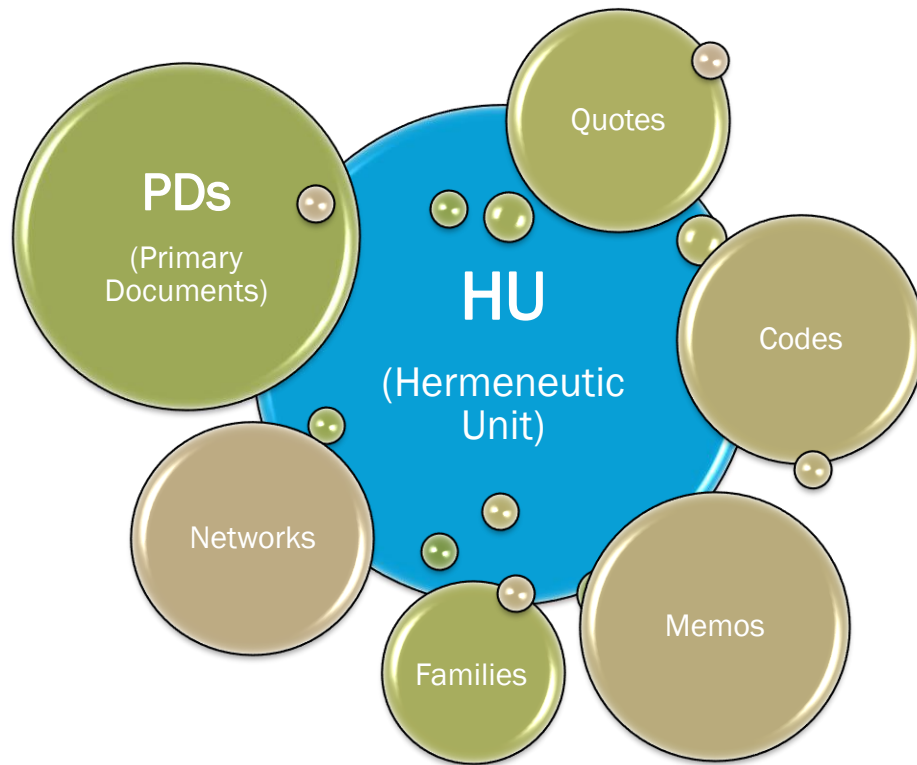 Quotes
PDs
(Primary
Documents)
HU
(Hermeneutic
Unit)
Codes
Networks
Memos
Families